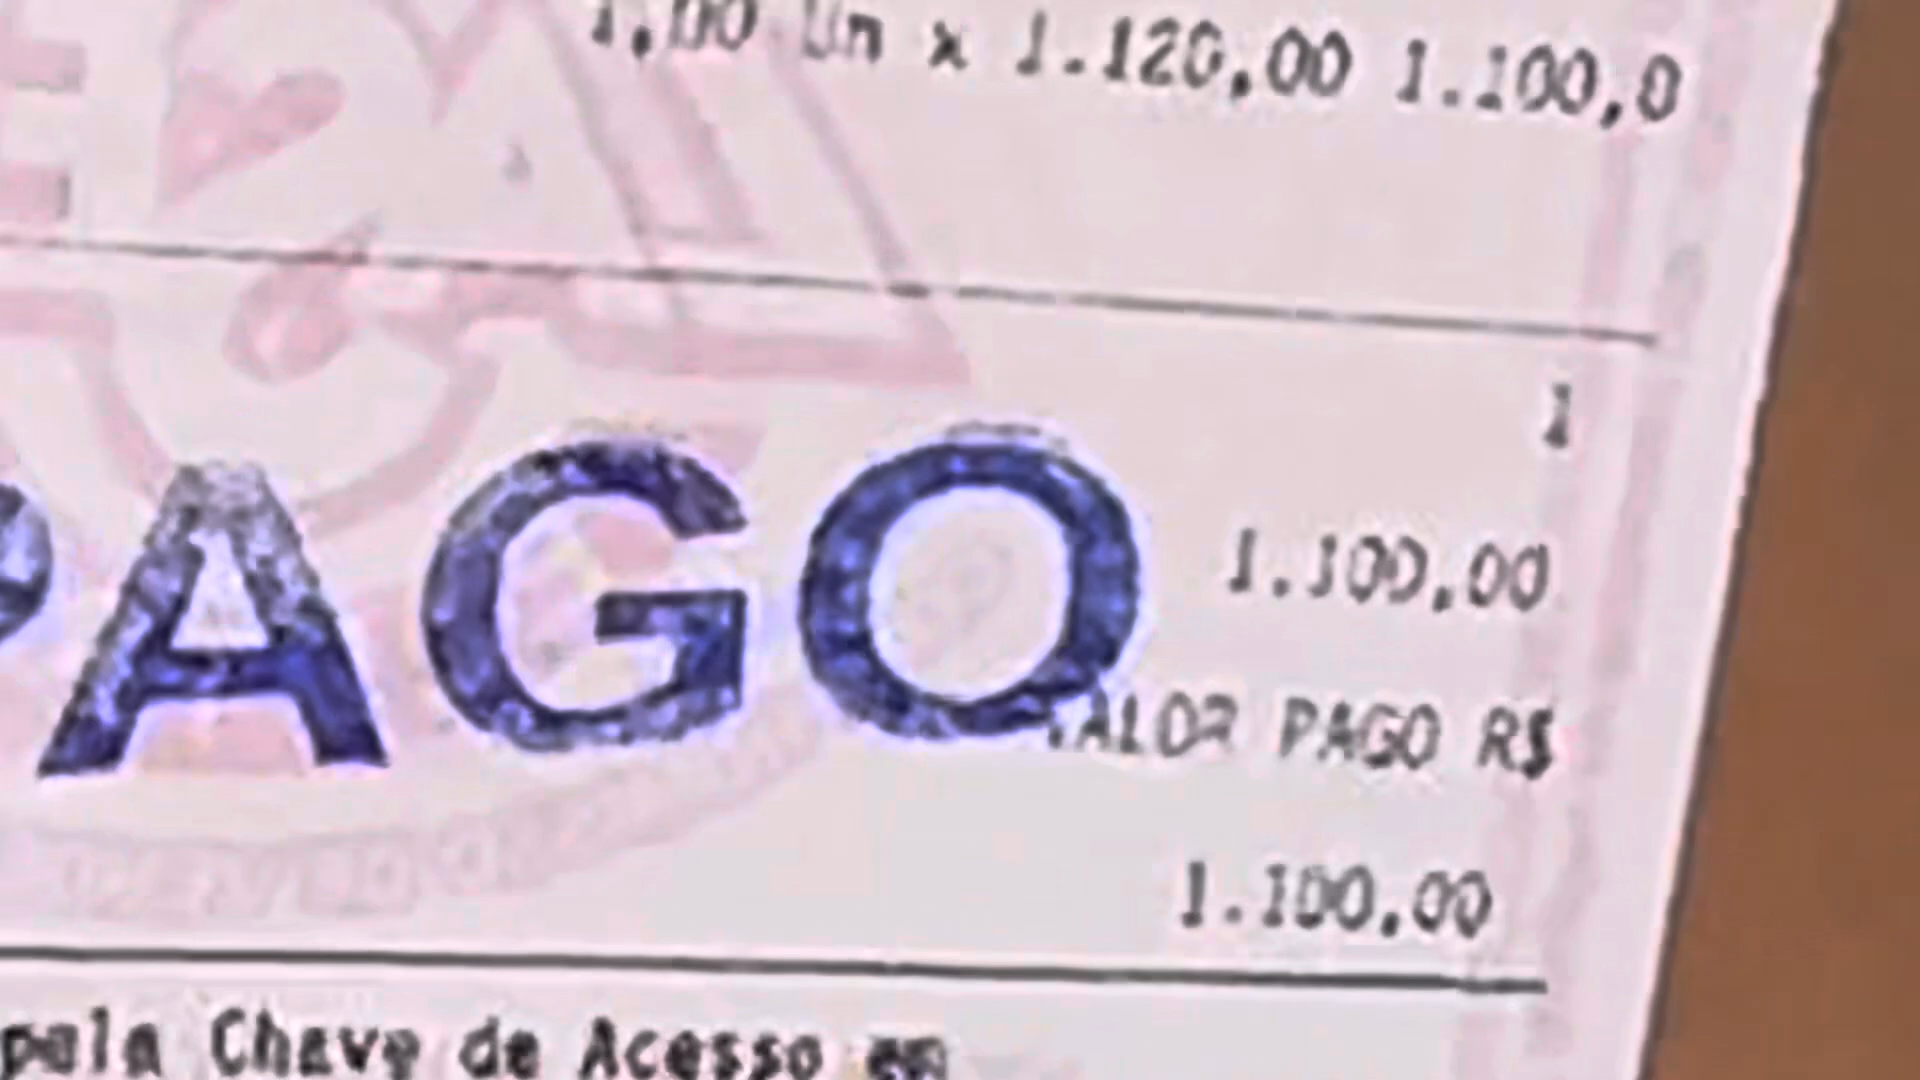 1,00 Un x 1.120,00 1.100,0
1
1.100,00
PAGO
VALOR PAGO R$
1.100,00
pela Chave de Acesso em